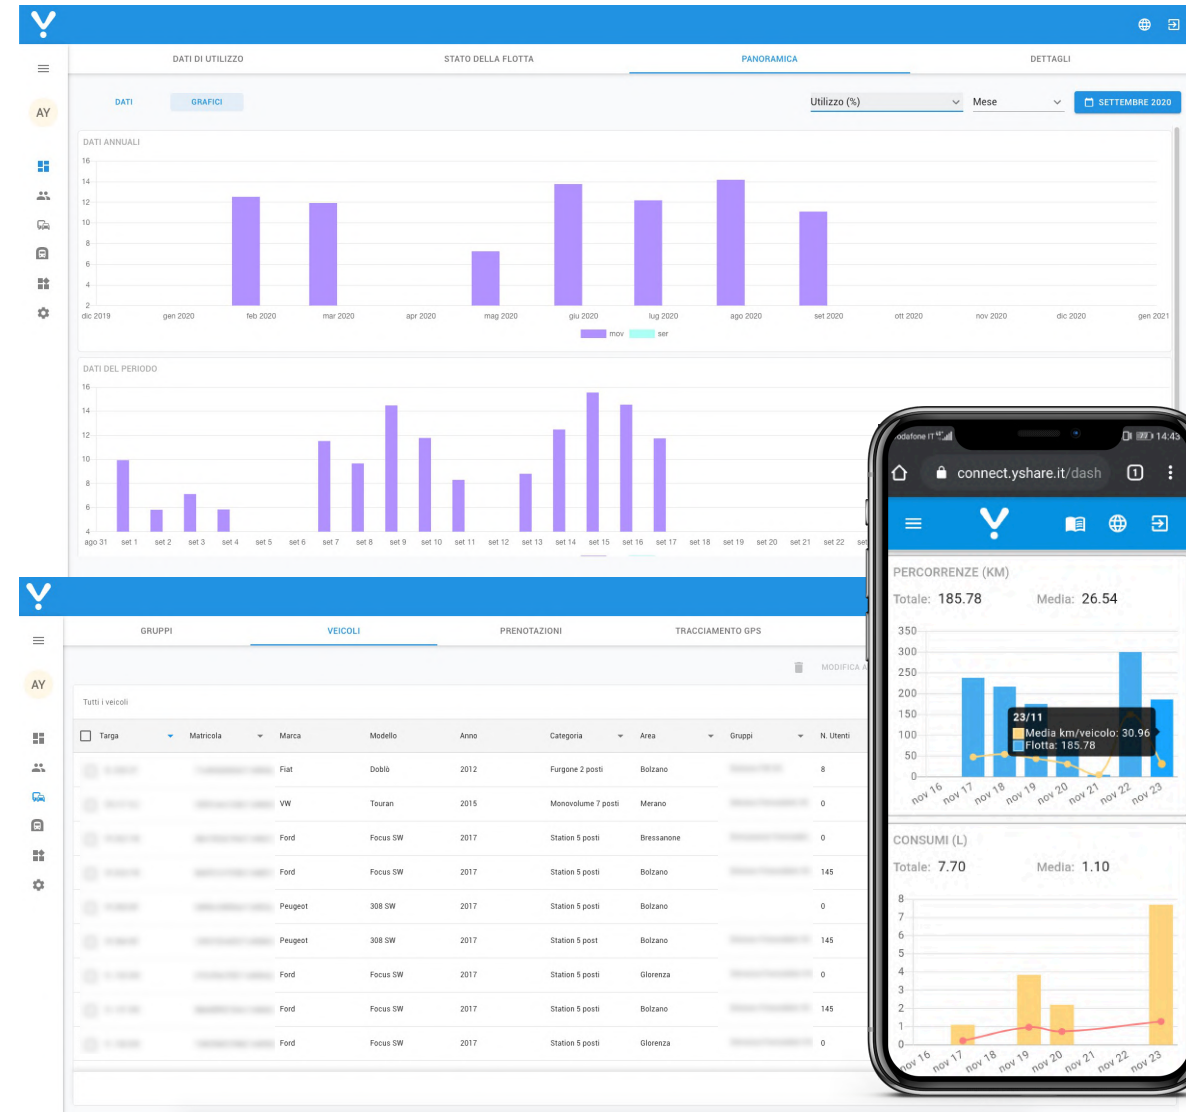 DATI DI UTILIZZO STATO DELLA FLOTTA PANORAMICA DETTAGLI
AY DATI GRAFICI Utilizzo (%) Mese SETTEMBRE 2020
DATI ANNUALI
16
14
12
10
8
6
4
2
dic 2019 gen 2020 feb 2020 mar 2020 apr 2020 mag 2020 giu 2020 lug 2020 ago 2020 set 2020 ott 2020 nov 2020 dic 2020 gen 2021
mov ser
DATI DEL PERIODO
16
14
12
10
8
6
4
ago 31 set 1 set 2 set 3 set 4 set 5 set 6 set 7 set 8 set 9 set 10 set 11 set 12 set 13 set 14 set 15 set 16 set 17 set 18 set 19 set 20 set 21 set 22 set
GRUPPI VEICOLI PRENOTAZIONI TRACCIAMENTO GPS
MODIFICA A
AY
Tutti i veicoli
Targa Matricola Marca Modello Anno Categoria Area Gruppi N. Utenti
Fiat Doblò 2012 Furgone 2 posti Bolzano 8
VW Touran 2015 Monovolume 7 posti Merano 0
Ford Focus SW 2017 Station 5 posti Bressanone 0
Ford Focus SW 2017 Station 5 posti Bolzano 145
Peugeot 308 SW 2017 Station 5 posti Bolzano 0
Peugeot 308 SW 2017 Station 5 post Bolzano 145
Ford Focus SW 2017 Station 5 posti Glorenza 0
Ford Focus SW 2017 Station 5 posti Bolzano 145
Ford Focus SW 2017 Station 5 posti Glorenza 0
odafone IT 77 14:43
connect.yshare.it/dash 1
PERCORRENZE (KM)
Totale: 185.78 Media: 26.54
350
300
250
200
150
100
50
0
23/11
Media km/veicolo: 30.96
Flotta: 185.78
nov 16 nov 17 nov 18 nov 19 nov 20 nov 21 nov 22 nov 23
CONSUMI (L)
Totale: 7.70 Media: 1.10
8
7
6
5
4
3
2
1
0
nov 16 nov 17 nov 18 nov 19 nov 20 nov 21 nov 22 nov 23